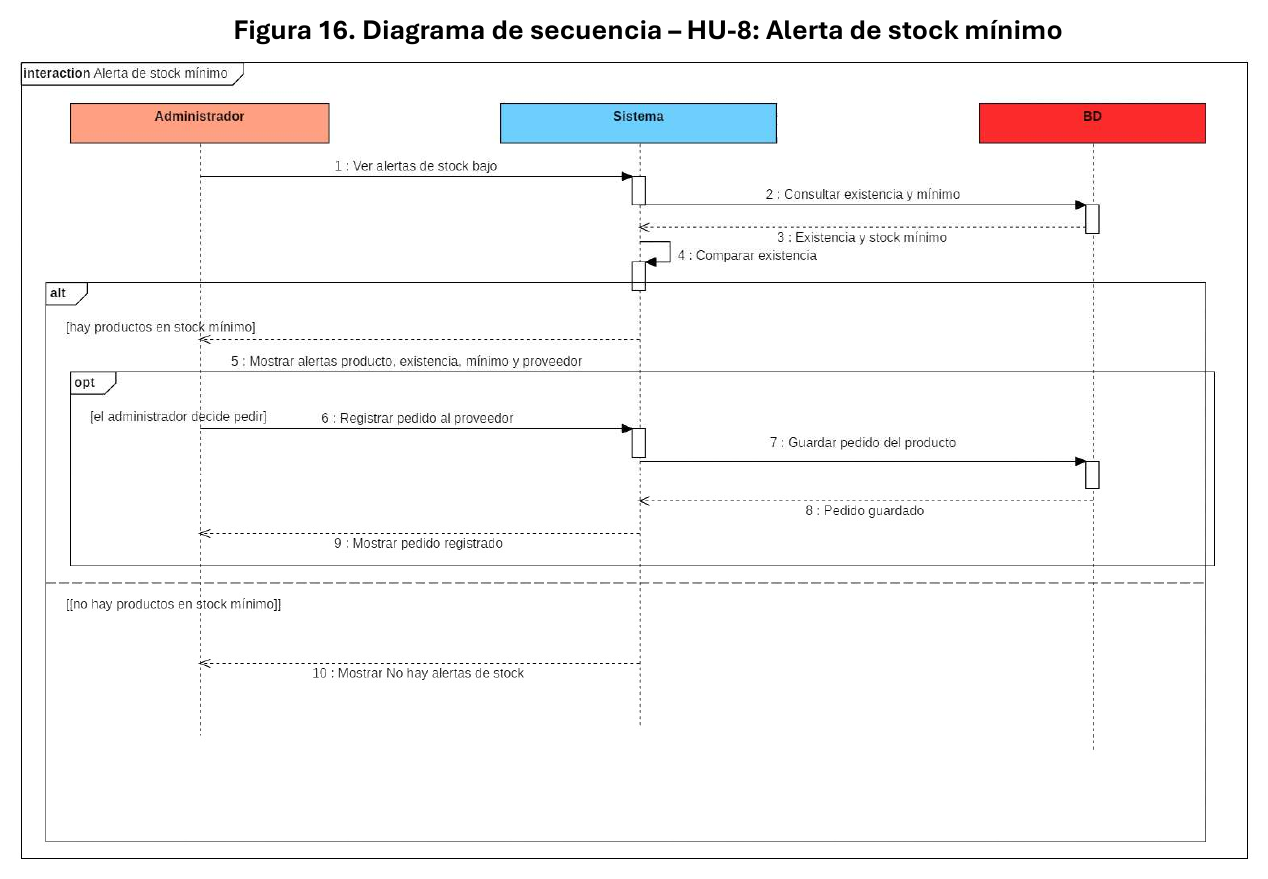 Figura 16. Diagrama de secuencia – HU-8: Alerta de stock mínimo
interaction Alerta de stock mínimo
Administrador
Sistema
BD
1 : Ver alertas de stock bajo
2 : Consultar existencia y mínimo
3 : Existencia y stock mínimo
4 : Comparar existencia
alt
[hay productos en stock mínimo]
5 : Mostrar alertas producto, existencia, mínimo y proveedor
opt
[el administrador decide pedir]
6 : Registrar pedido al proveedor
7 : Guardar pedido del producto
8 : Pedido guardado
9 : Mostrar pedido registrado
[[no hay productos en stock mínimo]]
10 : Mostrar No hay alertas de stock